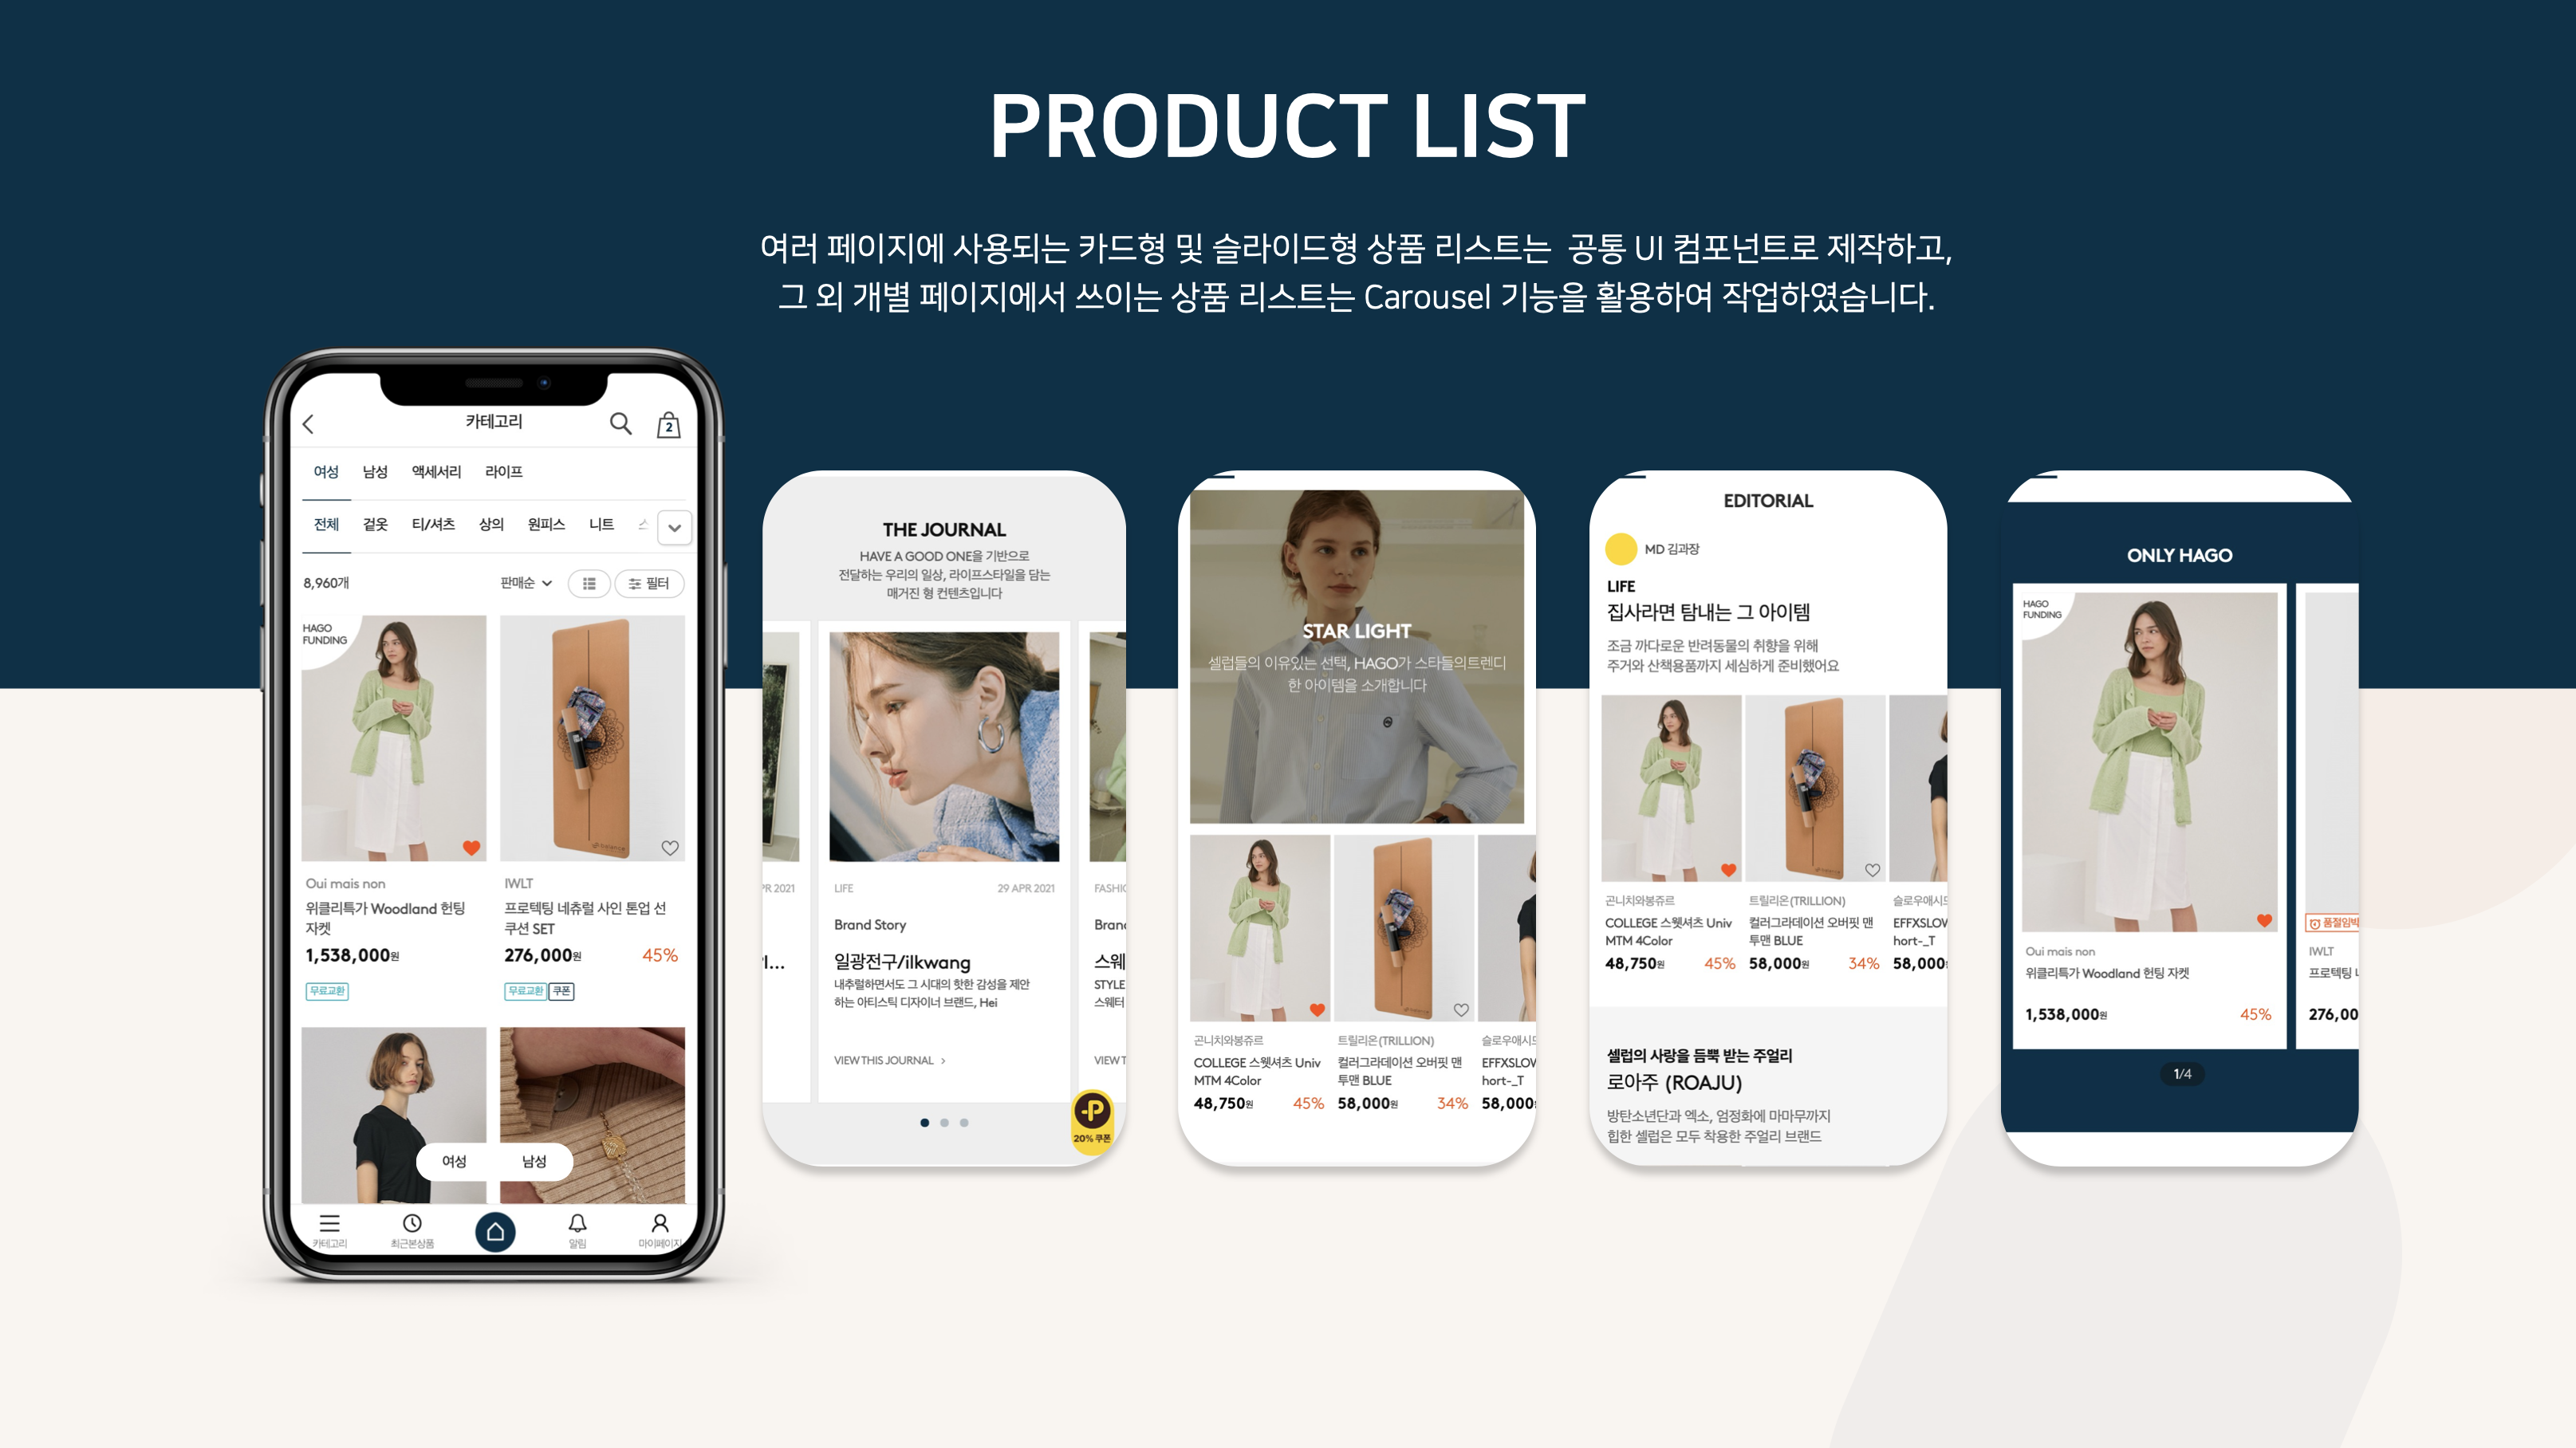 PRODUCT LIST
여러 페이지에 사용되는 카드형 및 슬라이드형 상품 리스트는 공통 UI 컴포넌트로 제작하고,
그 외 개별 페이지에서 쓰이는 상품 리스트는 Carousel 기능을 활용하여 작업하였습니다.
카테고리
2
여성 남성 액세서리 라이프
전체 겉옷 티/셔츠 상의 원피스 니트
8,960개 판매순 필터
HAGO
FUNDING
Oui mais non
위클리특가 Woodland 헌팅
자켓
1,538,000원
무료교환
IWLT
프로텍팅 네츄럴 사인 톤업 선
쿠션 SET
276,000원 45%
무료교환 쿠폰
여성 남성
카테고리 최근본상품 알림 마이페이지
THE JOURNAL
HAVE A GOOD ONE을 기반으로
전달하는 우리의 일상, 라이프스타일을 담는
매거진 형 컨텐츠입니다
PR 2021
LIFE 29 APR 2021
Brand Story
일광전구/ilkwang
내추럴하면서도 그 시대의 핫한 감성을 제안
하는 아티스틱 디자이너 브랜드, Hei
VIEW THIS JOURNAL >
FASHIC
Bran
스웨
STYLE
스웨터
VIEW T
P
20% 쿠폰
STAR LIGHT
셀럽들의 이유있는 선택, HAGO가 스타들의트렌디
한 아이템을 소개합니다
곤니치와봉쥬르
COLLEGE 스웻셔츠 Univ
MTM 4Color
48,750원 45%
트릴리온(TRILLION)
컬러그라데이션 오버핏 맨
투맨 BLUE
58,000원 34%
슬로우애시드
EFFXSLOV
hort-_T
58,000원
EDITORIAL
MD 김과장
LIFE
집사라면 탐내는 그 아이템
조금 까다로운 반려동물의 취향을 위해
주거와 산책용품까지 세심하게 준비했어요
곤니치와봉쥬르
COLLEGE 스웻셔츠 Univ
MTM 4Color
48,750원 45%
트릴리온(TRILLION)
컬러그라데이션 오버핏 맨
투맨 BLUE
58,000원 34%
슬로우애시드
EFFXSLOV
hort-_T
58,000원
셀럽의 사랑을 듬뿍 받는 주얼리
로아주 (ROAJU)
방탄소년단과 엑소, 엄정화에 마마무까지
힙한 셀럽은 모두 착용한 주얼리 브랜드
ONLY HAGO
HAGO
FUNDING
Oui mais non
위클리특가 Woodland 헌팅 자켓
1,538,000원 45%
품절임박
IWLT
프로텍팅
276,00
1/4